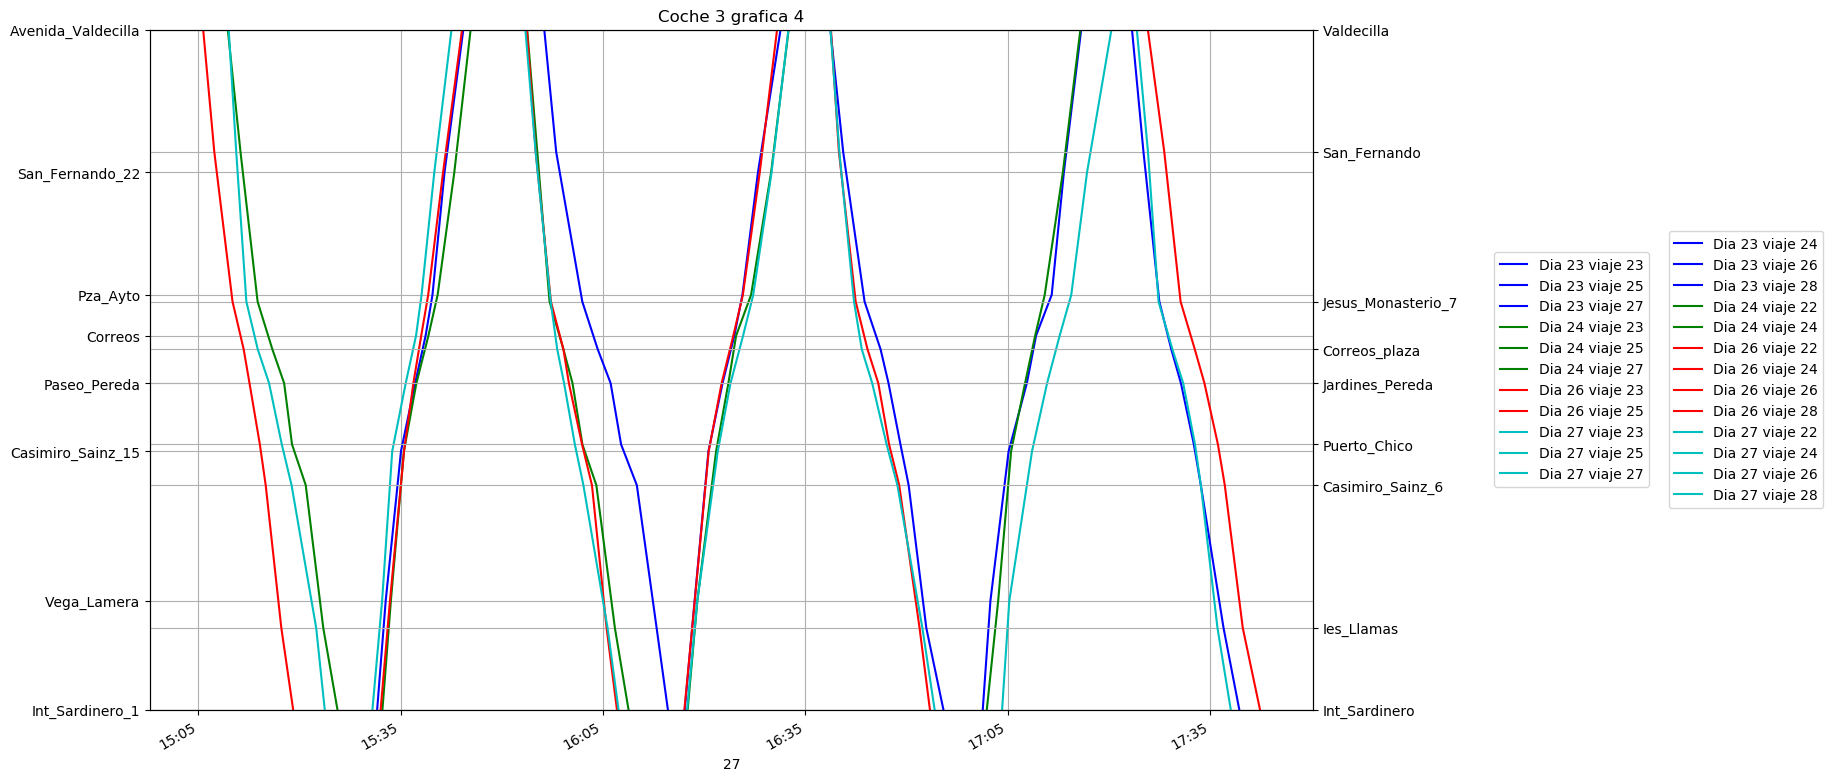 Coche 3 grafica 4
Avenida_Valdecilla
San_Fernando_22
Pza_Ayto
Correos
Paseo_Pereda
Casimiro_Sainz_15
Vega_Lamera
Int_Sardinero_1
Valdecilla
San_Fernando
Jesus_Monasterio_7
Correos_plaza
Jardines_Pereda
Puerto_Chico
Casimiro_Sainz_6
Ies_Llamas
Int_Sardinero
15:05
15:35
16:05
16:35
17:05
17:35
27
Dia 23 viaje 23
Dia 23 viaje 25
Dia 23 viaje 27
Dia 24 viaje 23
Dia 24 viaje 25
Dia 24 viaje 27
Dia 26 viaje 23
Dia 26 viaje 25
Dia 27 viaje 23
Dia 27 viaje 25
Dia 27 viaje 27
Dia 23 viaje 24
Dia 23 viaje 26
Dia 23 viaje 28
Dia 24 viaje 22
Dia 24 viaje 24
Dia 26 viaje 22
Dia 26 viaje 24
Dia 26 viaje 26
Dia 26 viaje 28
Dia 27 viaje 22
Dia 27 viaje 24
Dia 27 viaje 26
Dia 27 viaje 28